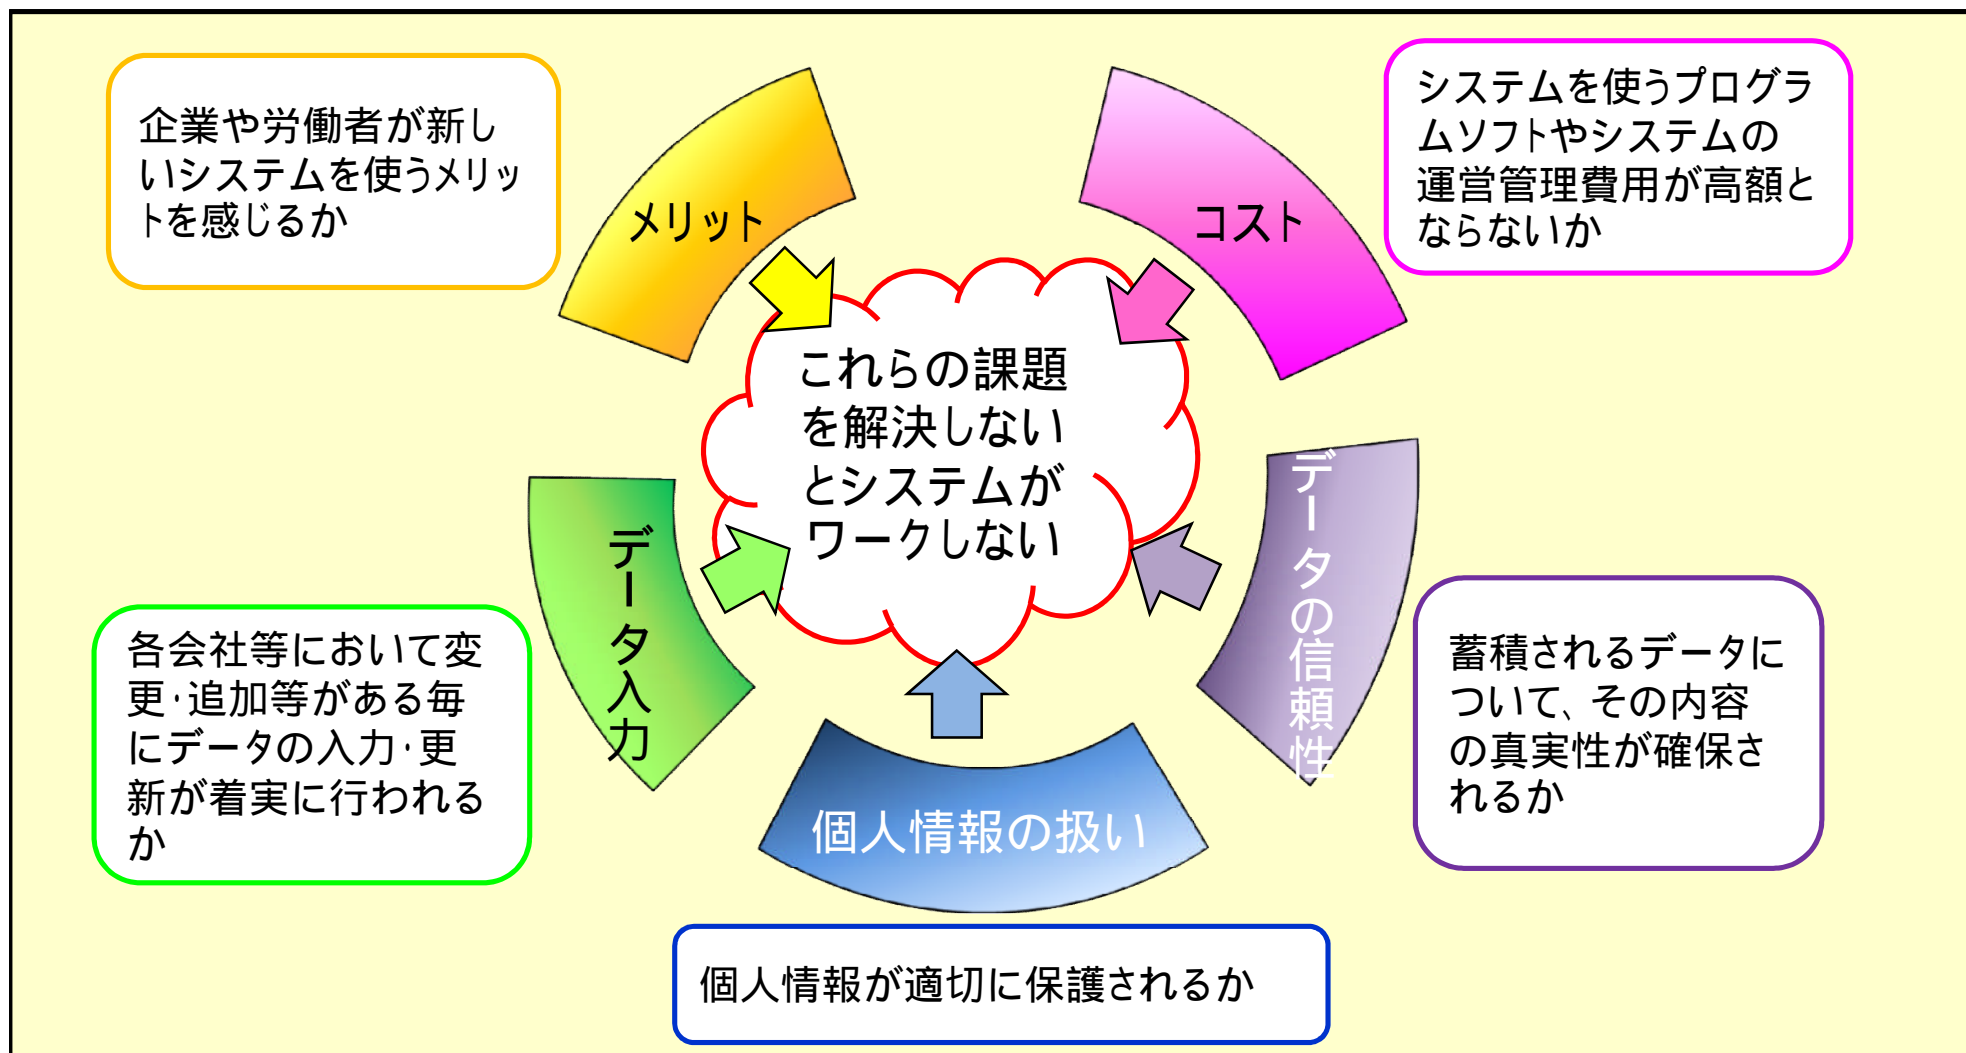 企業や労働者が新し
いシステムを使うメリッ
トを感じるか
メリット
コスト
システムを使うプログラ
ムソフトやシステムの
運営管理費用が高額と
ならないか
これらの課題
を解決しない
とシステムが
ワークしない
データ入力
各会社等において変
更・追加等がある毎
にデータの入力・更
新が着実に行われる
か
データの信頼性
蓄積されるデータに
ついて、その内容
の真実性が確保さ
れるか
個人情報の扱い
個人情報が適切に保護されるか